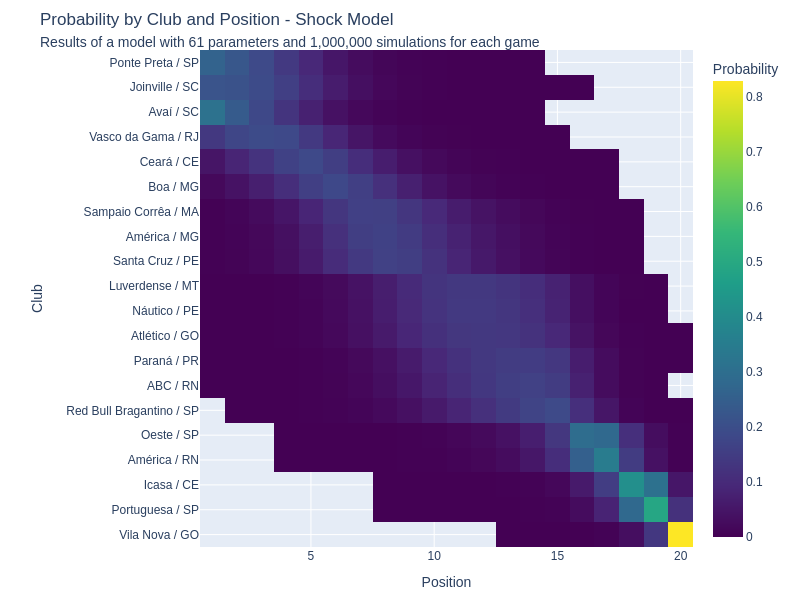 Probability by Club and Position - Shock Model
Results of a model with 61 parameters and 1,000,000 simulations for each game
Probability
Ponte Preta / SP
Joinville / SC
Avaí / SC
Vasco da Gama / RJ
Ceará / CE
Boa / MG
Sampaio Corrêa / MA
América / MG
Santa Cruz / PE
Luverdense / MT
Náutico / PE
Atlético / GO
Paraná / PR
ABC / RN
Red Bull Bragantino / SP
Oeste / SP
América / RN
Icasa / CE
Portuguesa / SP
Vila Nova / GO
Club
5
10
15
20
Position
0.8
0.7
0.6
0.5
0.4
0.3
0.2
0.1
0